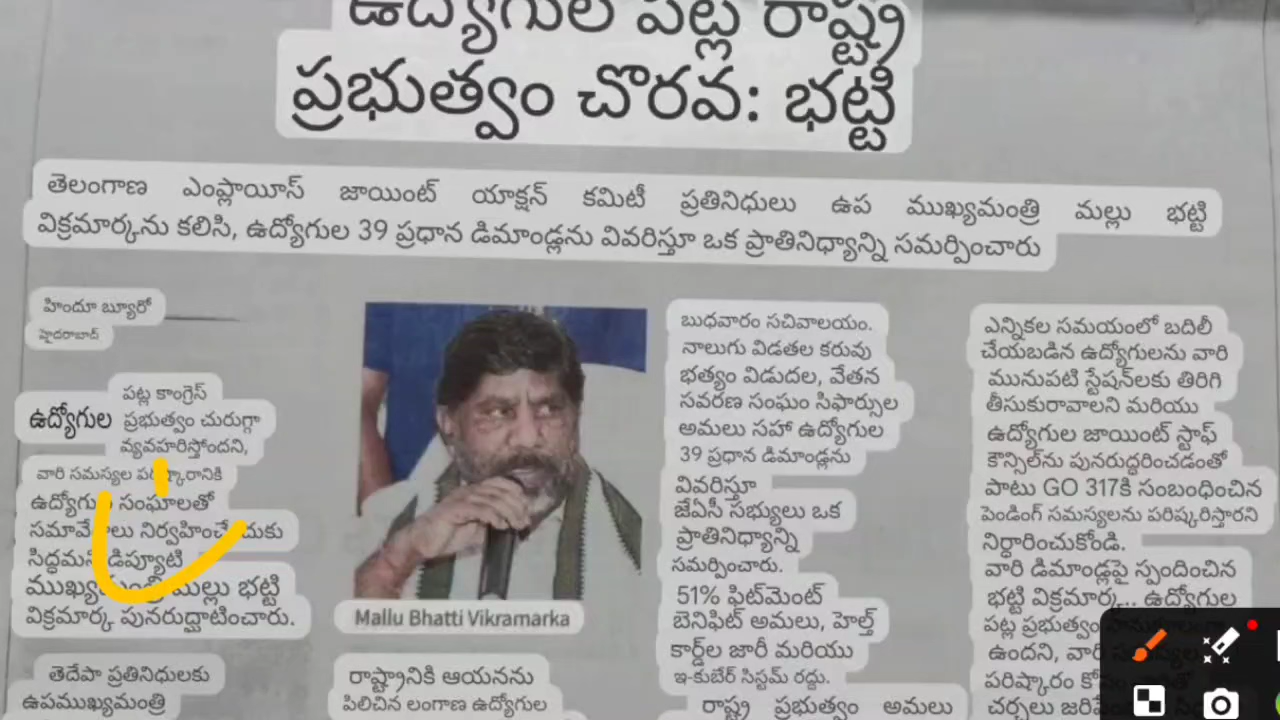 ఉద్యోగుల పట్ల రాష్ట్ర
ప్రభుత్వం చొరవ: భట్టి
తెలంగాణ ఎంప్లాయీస్ జాయింట్ యాక్షన్ కమిటీ ప్రతినిధులు ఉప ముఖ్యమంత్రి మల్లు భట్టి
విక్రమార్కను కలిసి, ఉద్యోగుల 39 ప్రధాన డిమాండ్లను వివరిస్తూ ఒక ప్రాతినిధ్యాన్ని సమర్పించారు
హిందూ బ్యూరో
హైదరాబాద్
పట్ల కాంగ్రెస్
ఉద్యోగుల ప్రభుత్వం చురుగ్గా
వ్యవహరిస్తోందని,
వారి సమస్యల పరిష్కారానికి
ఉద్యోగుల సంఘాలతో
సమావేశాలు నిర్వహించేందుకు
డిప్యూటి
మల్లు భట్టి
విక్రమార్క పునరుద్ఘాటించారు.
తెదేపా ప్రతినిధులకు
ఉపముఖ్యమంత్రి
Mallu Bhatti Vikramarka
రాష్ట్రానికి ఆయనను
పిలిచిన లంగాణ ఉద్యోగుల
బుధవారం సచివాలయం.
నాలుగు విడతల కరువు
భత్యం విడుదల, వేతన
సవరణ సంఘం సిఫార్సుల
అమలు సహా ఉద్యోగుల
39 ప్రధాన డిమాండ్లను
వివరిస్తూ
జేఏసీ సభ్యులు ఒక
ప్రాతినిధ్యాన్ని
సమర్పించారు.
51% ఫిట్‌మెంట్
బెనిఫిట్ అమలు, హెల్త్
కార్డ్‌ల జారీ మరియు
ఇ-కుబేర్ సిస్టమ్ రద్దు.
రాష్ట్ర ప్రభుత్వం అమలు
ఎన్నికల సమయంలో బదిలీ
చేయబడిన ఉద్యోగులను వారి
మునుపటి స్టేషన్‌లకు తిరిగి
తీసుకురావాలని మరియు
ఉద్యోగుల జాయింట్ స్టాఫ్
కౌన్సిల్‌ను పునరుద్ధరించడంతో
పాటు GO 317కి సంబంధించిన
పెండింగ్ సమస్యలను పరిష్కరిస్తారని
నిర్ధారించుకోండి.
వారి డిమాండ్లపై స్పందించిన
భట్టి విక్రమార్క.. ఉద్యోగుల
పట్ల ప్రభుత్వం
ఉందని, వారి
పరిష్కారం
చర్చలు